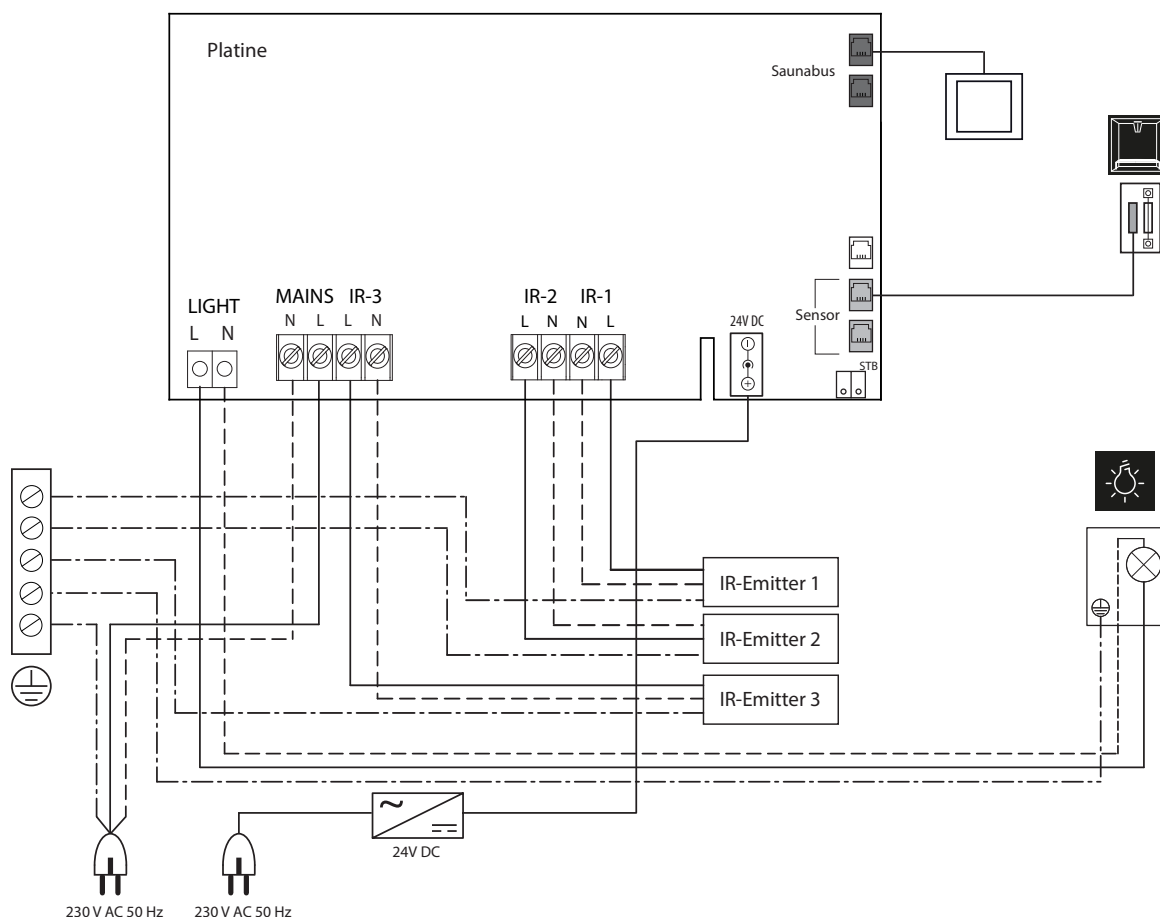 Platine
Saunabus
LIGHT
L N
MAINS IR-3
N L L N
IR-2 IR-1
L N N L
24V DC
Sensor
STB
IR-Emitter 1
IR-Emitter 2
IR-Emitter 3
24V DC
230 V AC 50 Hz
230 V AC 50 Hz